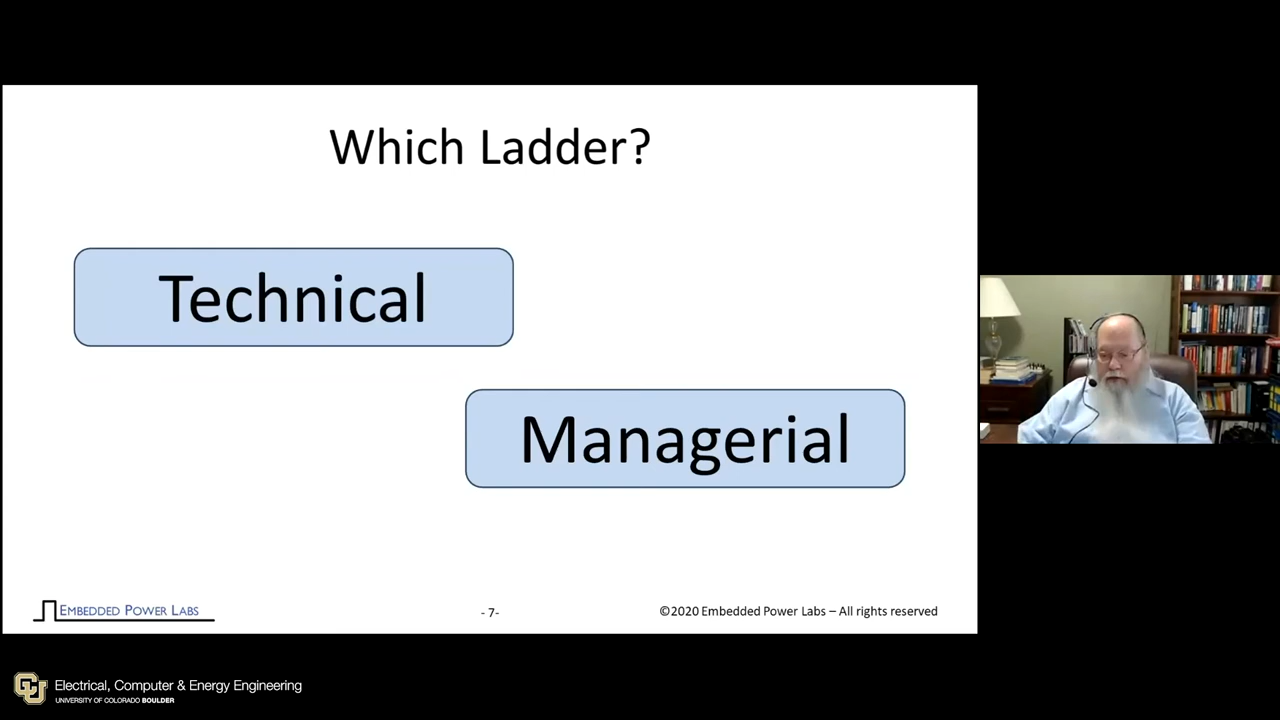 Which Ladder?
Technical
Managerial
EMBEDDED POWER LABS
- 7-
©2020 Embedded Power Labs – All rights reserved
CU
Electrical, Computer & Energy Engineering
UNIVERSITY OF COLORADO BOULDER